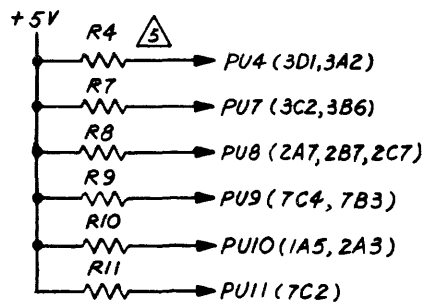 +5V
R4 5
PU4 (3D1, 3A2)
R7
PU7 (3C2, 3B6)
R8
PU8 (2A7, 2B7, 2C7)
R9
PU9 (7C4, 7B3)
R10
PU10 (1A5, 2A3)
R11
PU11 (7C2)